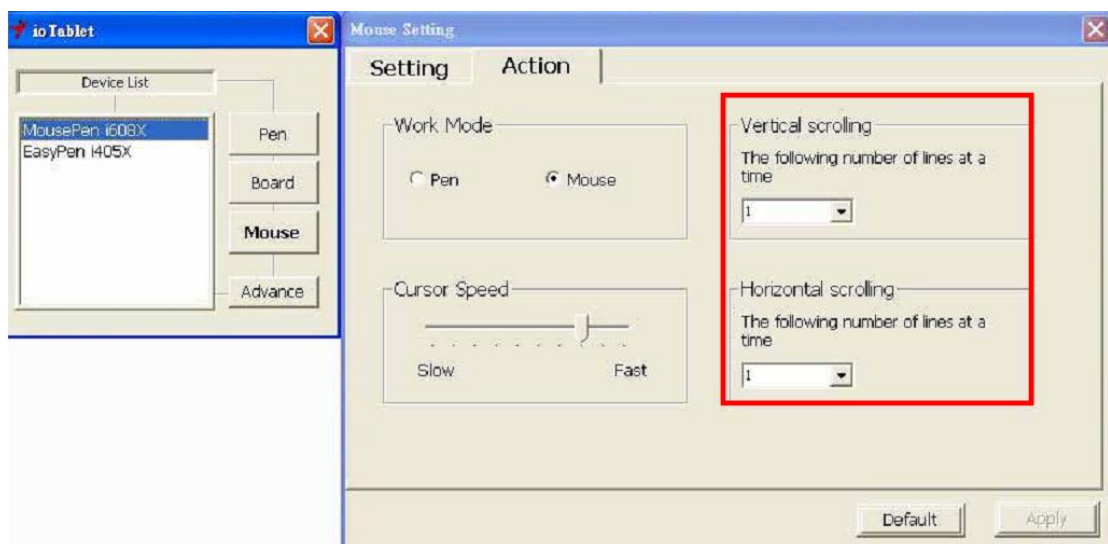 ioTablet
Device List
MousePen i608X
EasyPen i405X
Pen
Board
Mouse
Advance
Mouse Setting
Setting
Action
Work Mode
Pen
Mouse
Cursor Speed
Slow
Fast
Vertical scrolling
The following number of lines at a
time
1
Horizontal scrolling
The following number of lines at a
time
1
Default
Apply